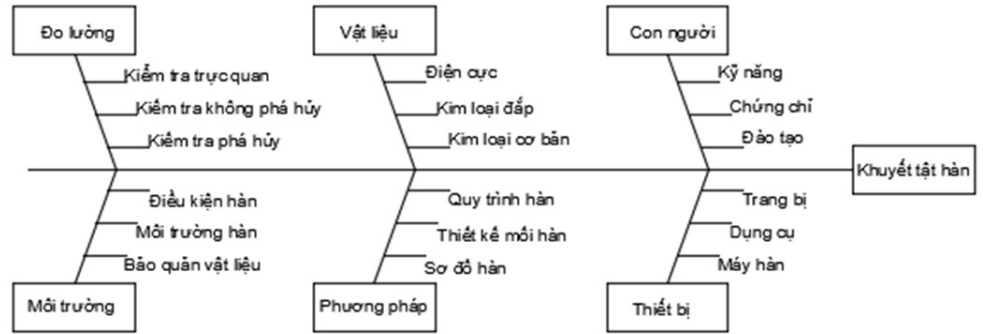 Đo lường
Vật liệu
Con người
Kiểm tra trực quan
Kiểm tra không phá hủy
Kiểm tra phá hủy
Điện cực
Kim loại đắp
Kim loại cơ bản
Kỹ năng
Chứng chỉ
Đào tạo
Khuyết tật hàn
Điều kiện hàn
Môi trường hàn
Bảo quản vật liệu
Quy trình hàn
Thiết kế mối hàn
Sơ đồ hàn
Trang bị
Dụng cụ
Máy hàn
Môi trường
Phương pháp
Thiết bị